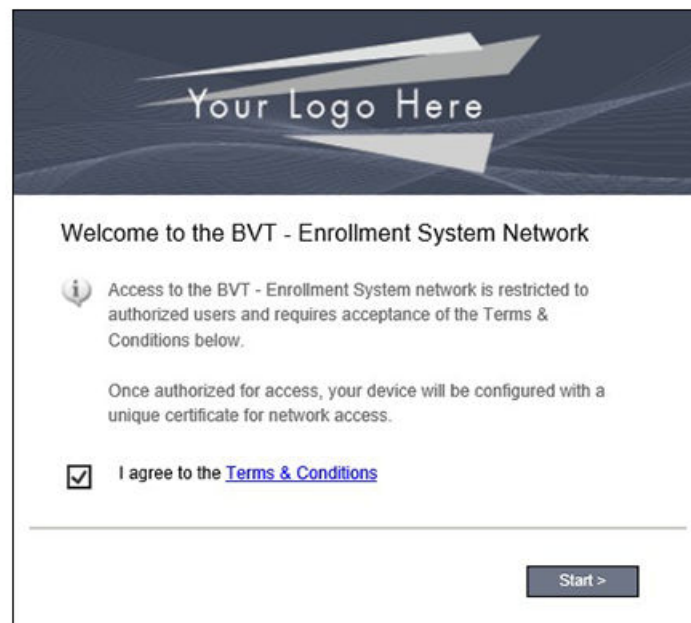 Your Logo Here
Welcome to the BVT - Enrollment System Network
Access to the BVT - Enrollment System network is restricted to
authorized users and requires acceptance of the Terms &
Conditions below.
Once authorized for access, your device will be configured with a
unique certificate for network access.
I agree to the Terms & Conditions
Start >